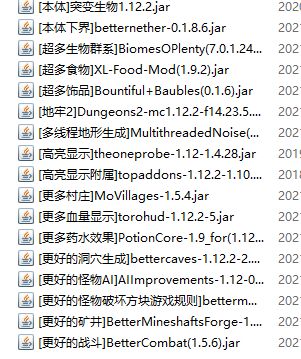 [本体]突变生物1.12.2.jar 202
[本体下界]betternether-0.1.8.6.jar 202
[超多生物群系]BiomesOPlenty(7.0.1.24... 202
[超多食物]XL-Food-Mod(1.9.2).jar 202
[超多饰品]Bountiful+Baubles(0.1.6).jar 202
[地牢2]Dungeons2-mc1.12.2-f14.23.5.... 202
[多线程地形生成]MultithreadedNoise(... 202
[高亮显示]theoneprobe-1.12-1.4.28.jar 201
[高亮显示附属]topaddons-1.12.2-1.10.... 201
[更多村庄]MoVillages-1.5.4.jar 202
[更多血量显示]torohud-1.12.2-5.jar 202
[更多药水效果]PotionCore-1.9_for(1.12... 202
[更好的洞穴生成]bettercaves-1.12.2-2.... 202
[更好的怪物AI]AIImprovements-1.12-0... 202
[更好的怪物破坏方块游戏规则]betterm... 202
[更好的矿井]BetterMineshaftsForge-1.... 202
[更好的战斗]BetterCombat(1.5.6).jar 202